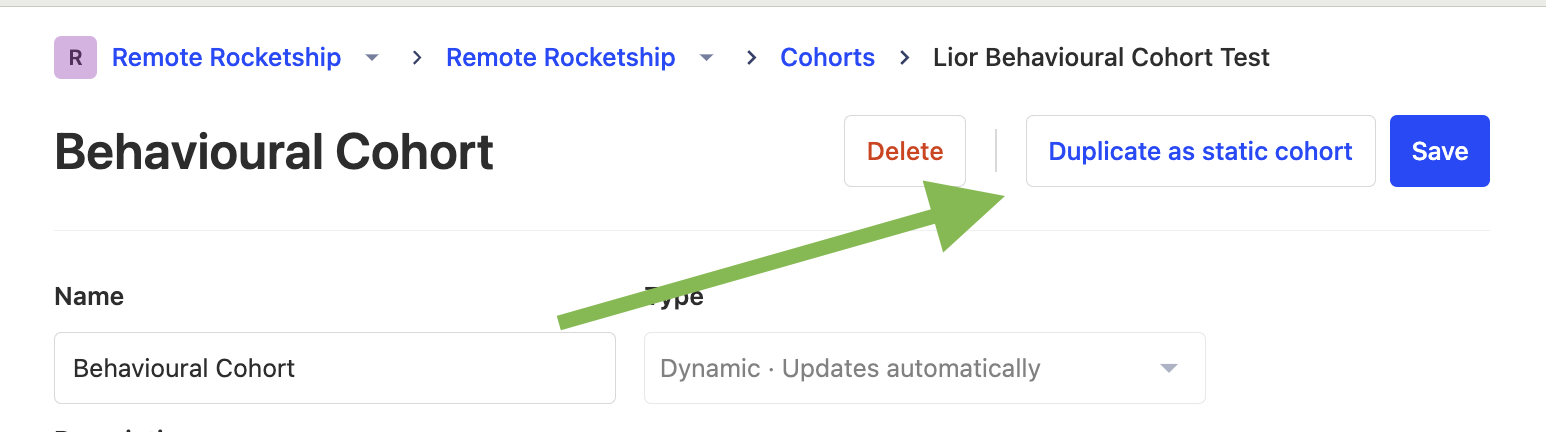 R Remote Rocketship > Remote Rocketship > Cohorts > Lior Behavioural Cohort Test
Behavioural Cohort
Delete Duplicate as static cohort Save
Name Type
Behavioural Cohort Dynamic · Updates automatically